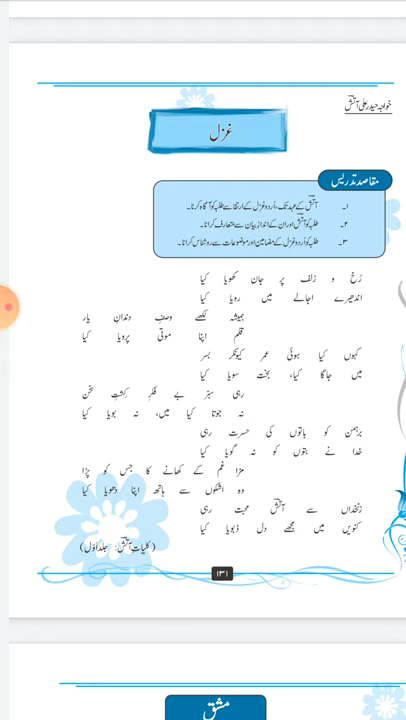 خواجہ حیدر علی آتش
غزل
مقاصدِ تدریس
۱۔ آتش کے عہد تک، اُردو غزل کے ارتقا سے طلبہ کو آگاہ کرنا۔
۲۔ طلبہ کو آتش اور ان کے اندازِ بیان سے متعارف کرانا۔
۳۔ طلبہ کو اُردو غزل کے مضامین اور موضوعات سے روشناس کرانا۔
رُخ و زلف پر جان کھویا کیا
اندھیرے اجالے میں رویا کیا
ہمیشہ لکھے وصفِ دندانِ یار
قلم اپنا موتی پرویا کیا
کہوں کیا ہوئی عمر کیونکر بسر
میں جاگا کیا، بخت سویا کیا
رہی سبز بے فکرِ کِشتِ سخن
نہ جوتا کیا میں، نہ بویا کیا
برہمن کو باتوں کی حسرت رہی
خدا نے بتوں کو نہ گویا کیا
مزا غم کے کھانے کا جس کو پڑا
وہ اشکوں سے ہاتھ اپنا دھویا کیا
زنخداں سے آتش محبت رہی
کنویں میں مجھے دل ڈبویا کیا
(کلیاتِ آتش: جلد اوّل)
۱۳۱
مشق